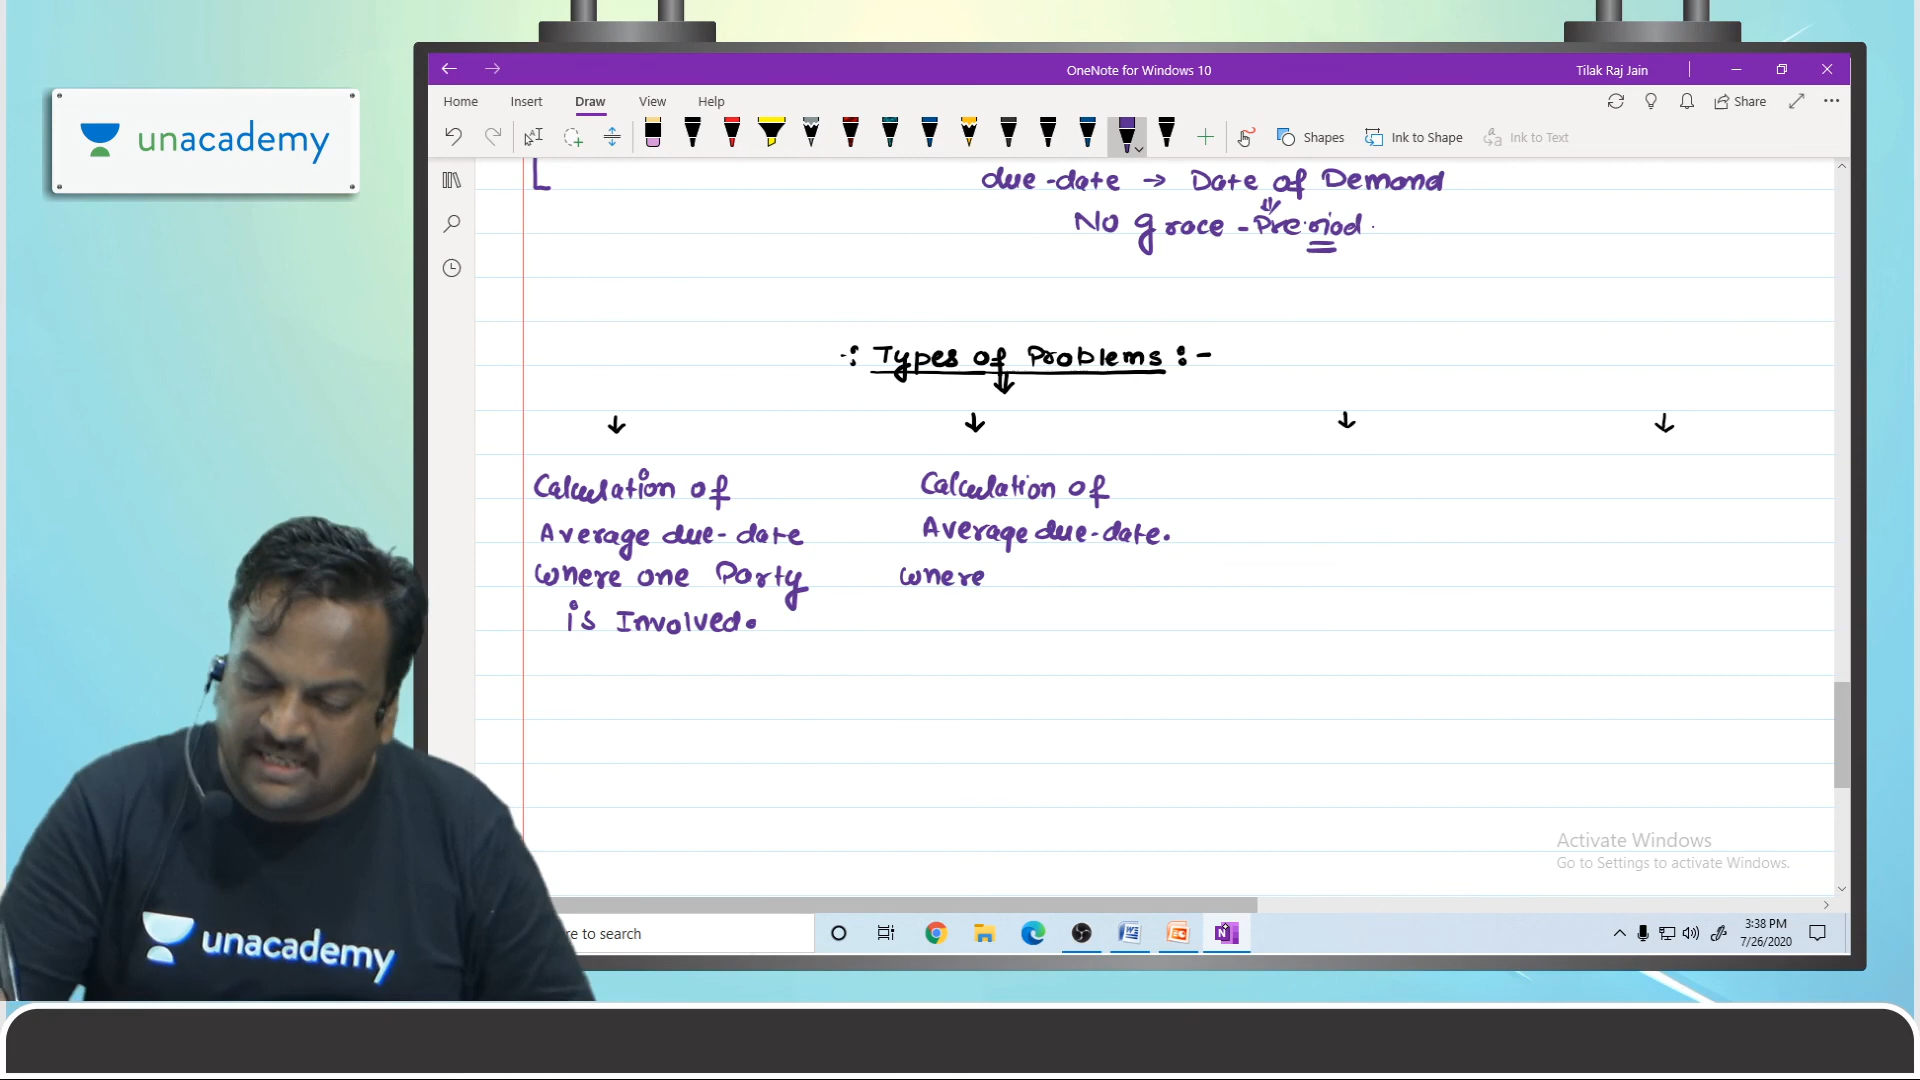 unacademy
OneNote for Windows 10
Tilak Raj Jain
Home Insert Draw View Help
Share
Shapes Ink to Shape Ink to Text
due-date → Date of Demand
No grace-Preriod.
-: Types of Problems :-
Calculation of
Average due-date
where one Party
is Involved.
Calculation of
Average due-date.
where
Activate Windows
Go to Settings to activate Windows.
unacademy
re to search
3:38 PM
7/26/2020